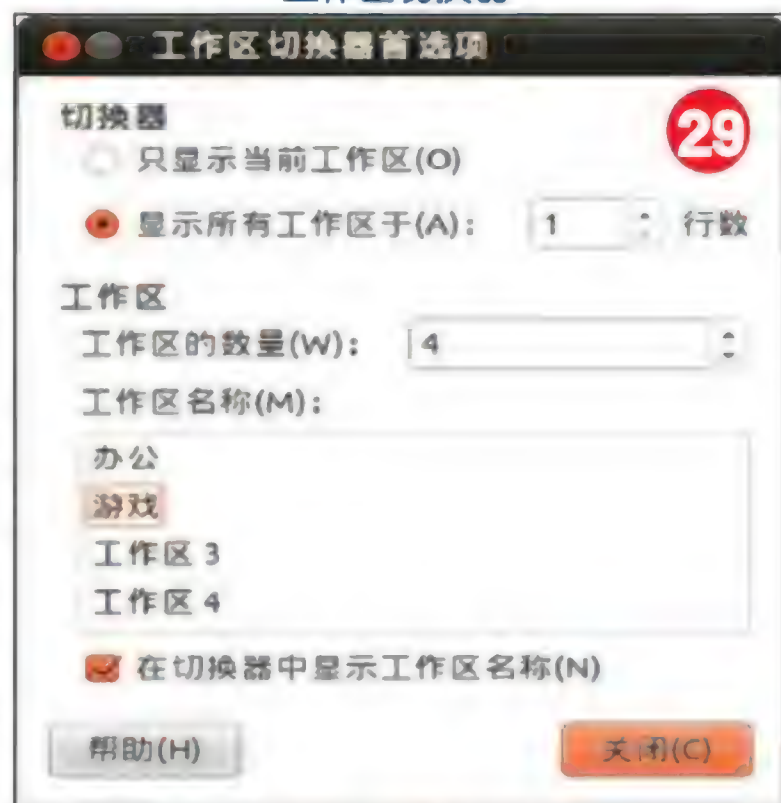 工作区切换器首选项
切换器
29
只显示当前工作区(O)
显示所有工作区于(A): 1 行数
工作区
工作区的数量(W): 4
工作区名称(M):
办公
游戏
工作区 3
工作区 4
在切换器中显示工作区名称(N)
帮助(H) 关闭(C)